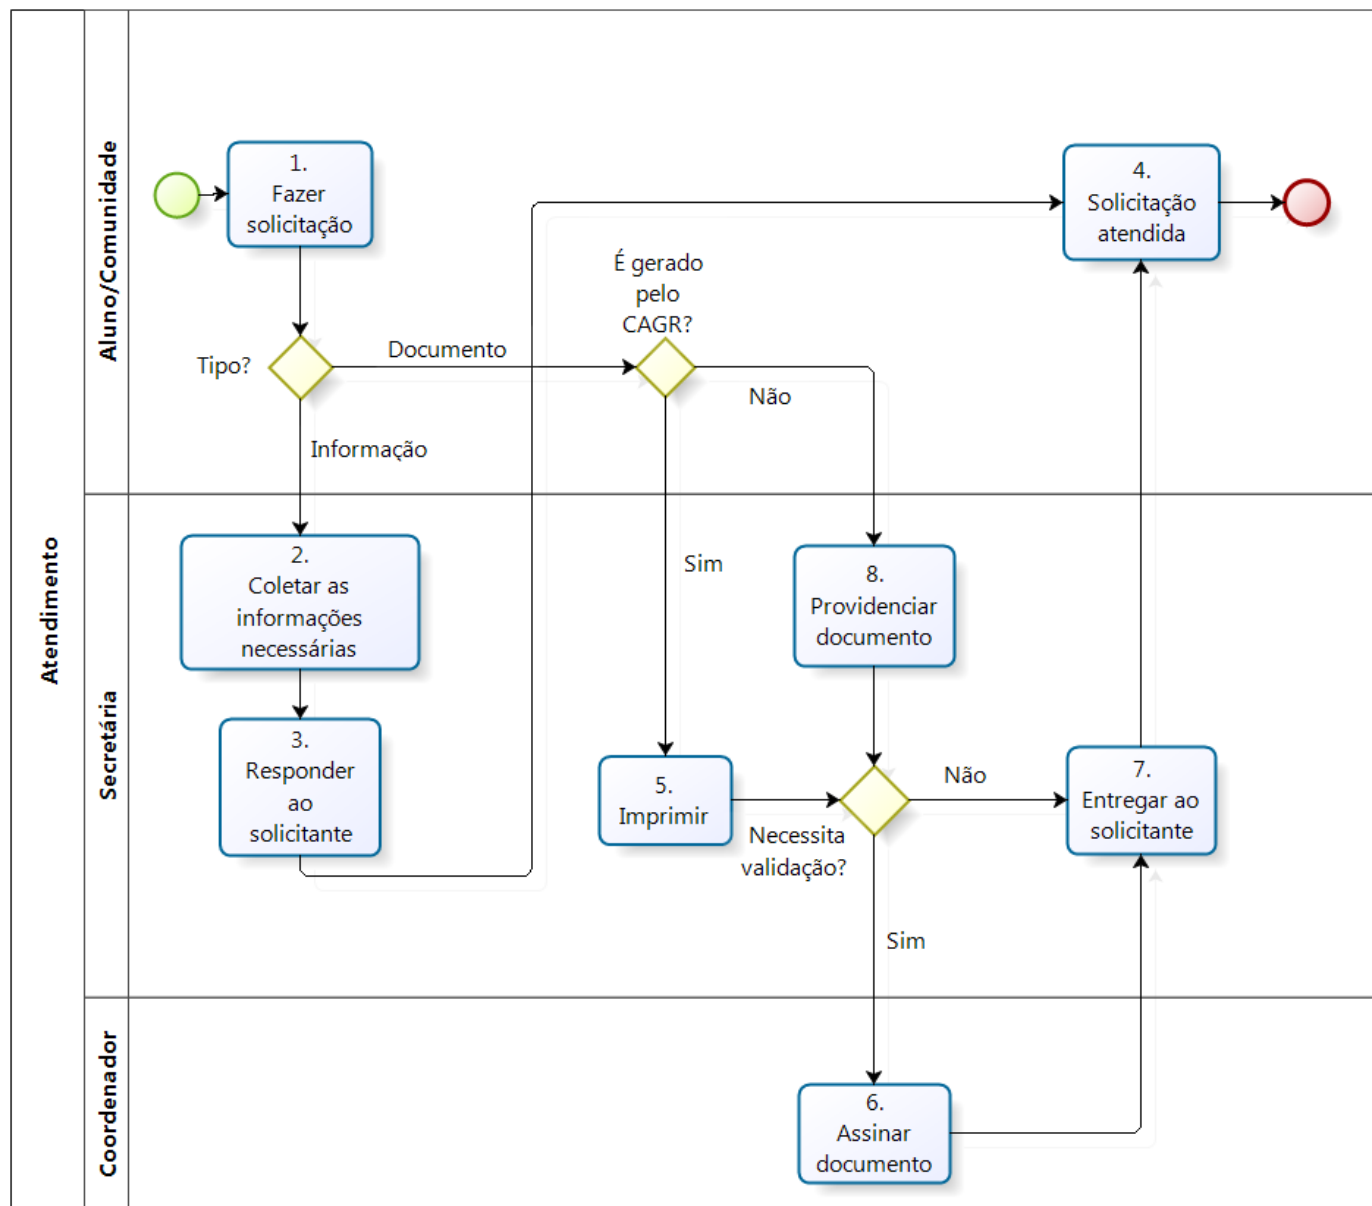 Atendimento
Aluno/Comunidade
1.
Fazer
solicitação
4.
Solicitação
atendida
É gerado
pelo
CAGR?
Tipo?
Documento
Não
Informação
Secretária
2.
Coletar as
informações
necessárias
Sim
8.
Providenciar
documento
3.
Responder
ao
solicitante
5.
Imprimir
Necessita
validação?
Não
7.
Entregar ao
solicitante
Sim
Coordenador
6.
Assinar
documento